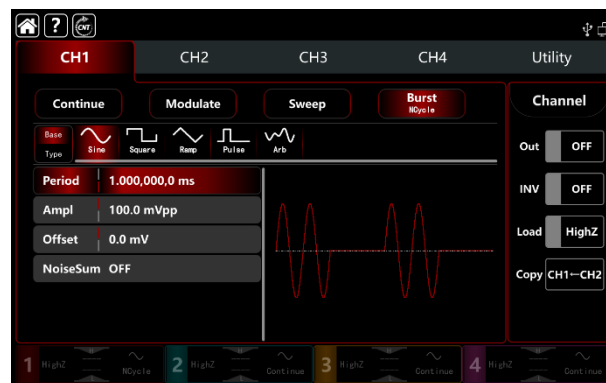 ? CNT
CH1 CH2 CH3 CH4 Utility
Continue Modulate Sweep Burst NCycle Channel
Base Type Sine Square Ramp Pulse Arb
Out OFF
Period 1.000,000,0 ms
INV OFF
Ampl 100.0 mVpp
Offset 0.0 mV
Load HighZ
NoiseSum OFF
Copy CH1←CH2
1 HighZ NCycle 2 HighZ Continue 3 HighZ Continue 4 HighZ Continue